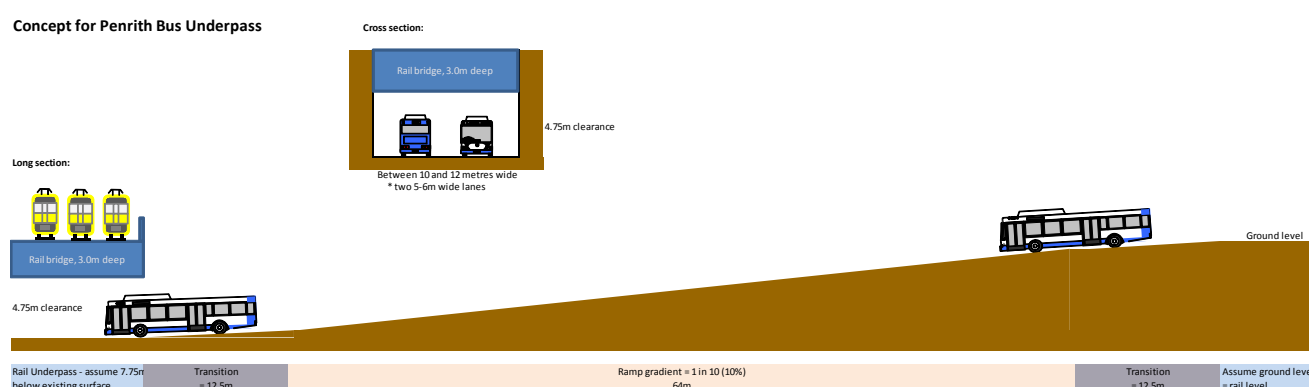 Concept for Penrith Bus Underpass
Cross section:
Rail bridge, 3.0m deep
4.75m clearance
Between 10 and 12 metres wide
* two 5-6m wide lanes
Long section:
Rail bridge, 3.0m deep
4.75m clearance
Ground level
Rail Underpass - assume 7.75m
below existing surface
Transition
= 12.5m
Ramp gradient = 1 in 10 (10%)
64m
Transition
= 12.5m
Assume ground leve
= rail level